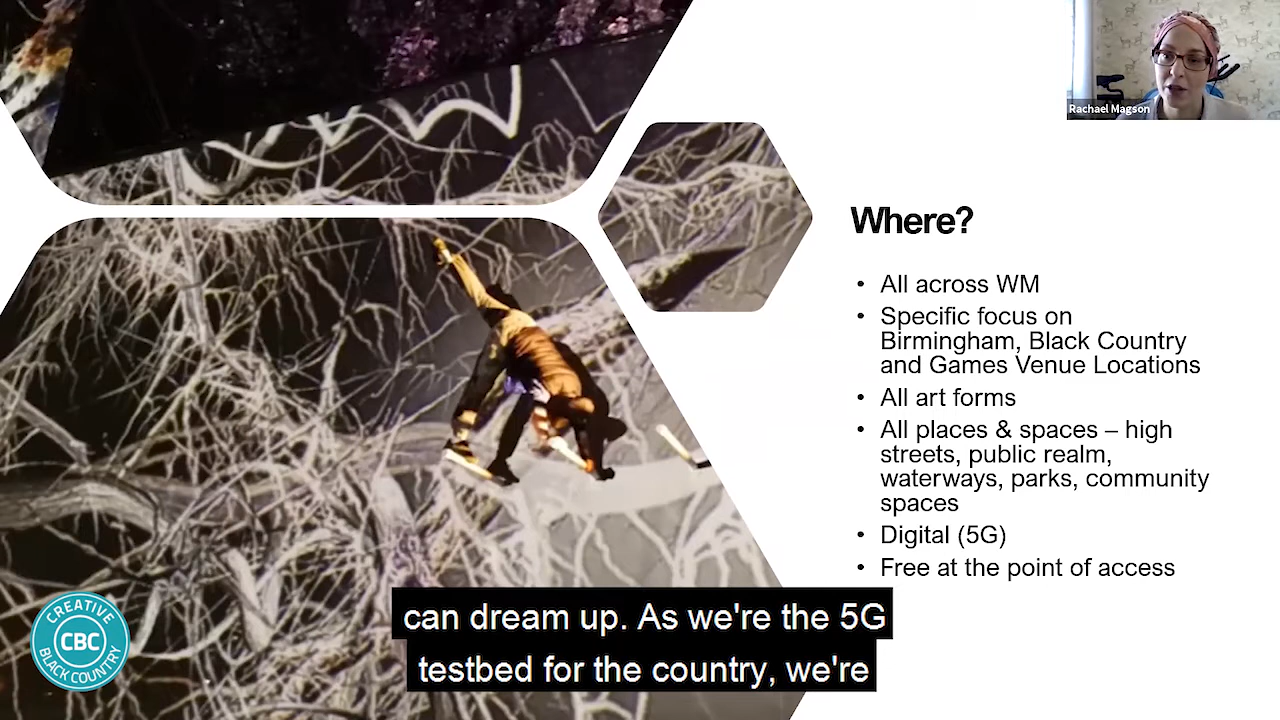 Rachael Magson
Where?
• All across WM
• Specific focus on
Birmingham, Black Country
and Games Venue Locations
• All art forms
• All places & spaces – high
streets, public realm,
waterways, parks, community
spaces
• Digital (5G)
• Free at the point of access
CREATIVE
CBC
BLACK COUNTRY
can dream up. As we're the 5G
testbed for the country, we're